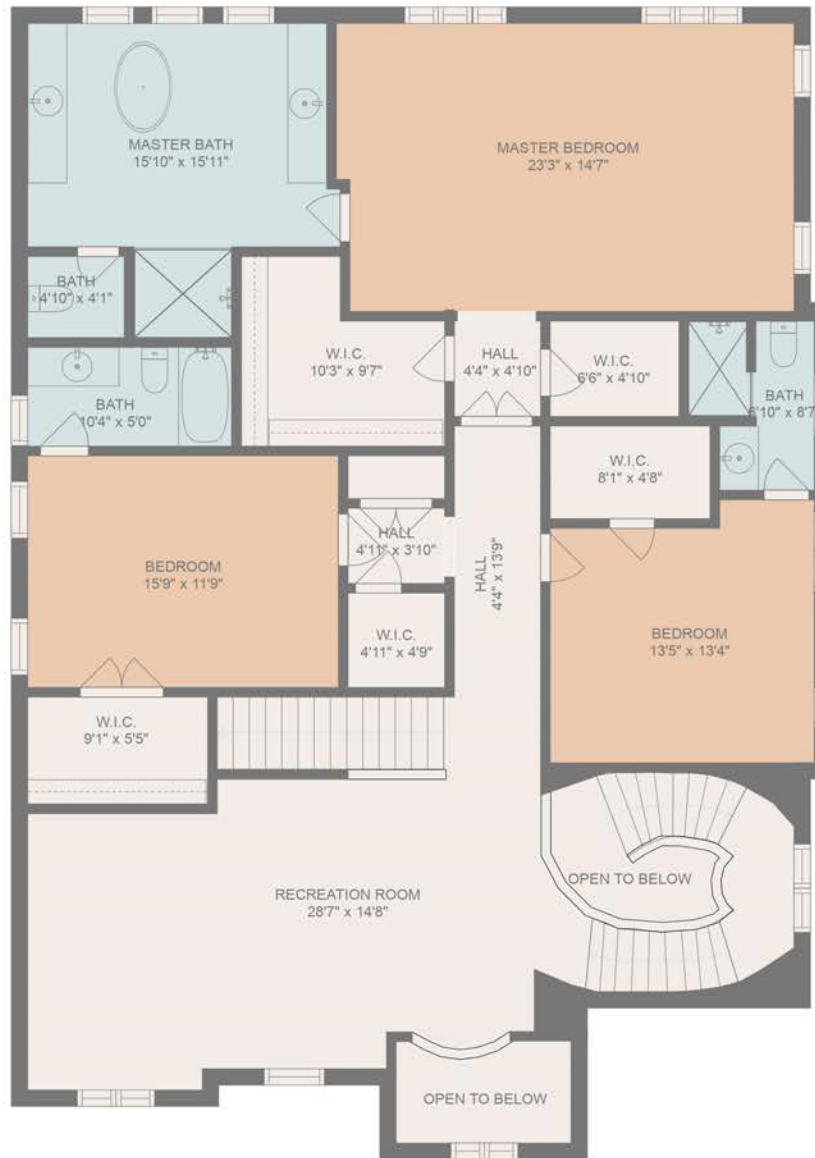 MASTER BATH
15'10" x 15'11"
MASTER BEDROOM
23'3" x 14'7"
BATH
4'10" x 4'1"
W.I.C.
10'3" x 9'7"
HALL
4'4" x 4'10"
W.I.C.
6'6" x 4'10"
BATH
6'10" x 8'7"
BATH
10'4" x 5'0"
W.I.C.
8'1" x 4'8"
HALL
4'11" x 3'10"
HALL
4'4" x 13'9"
BEDROOM
15'9" x 11'9"
W.I.C.
4'11" x 4'9"
BEDROOM
13'5" x 13'4"
W.I.C.
9'1" x 5'5"
RECREATION ROOM
28'7" x 14'8"
OPEN TO BELOW
OPEN TO BELOW